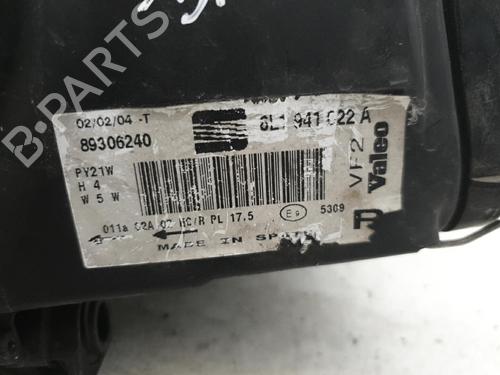 02/02/04 -T
89306240
6L1 941 022 A
PY21W
H 4
W 5 W
VF2
Valeo
R
011a 02A 02 HC/R PL 17.5
E9
5309
MADE IN SPAIN
B-PARTS